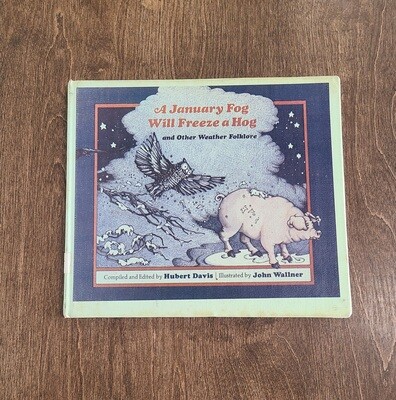 A January Fog
Will Freeze a Hog
and Other Weather Folklore
Compiled and Edited by Hubert Davis Illustrated by John Wallner